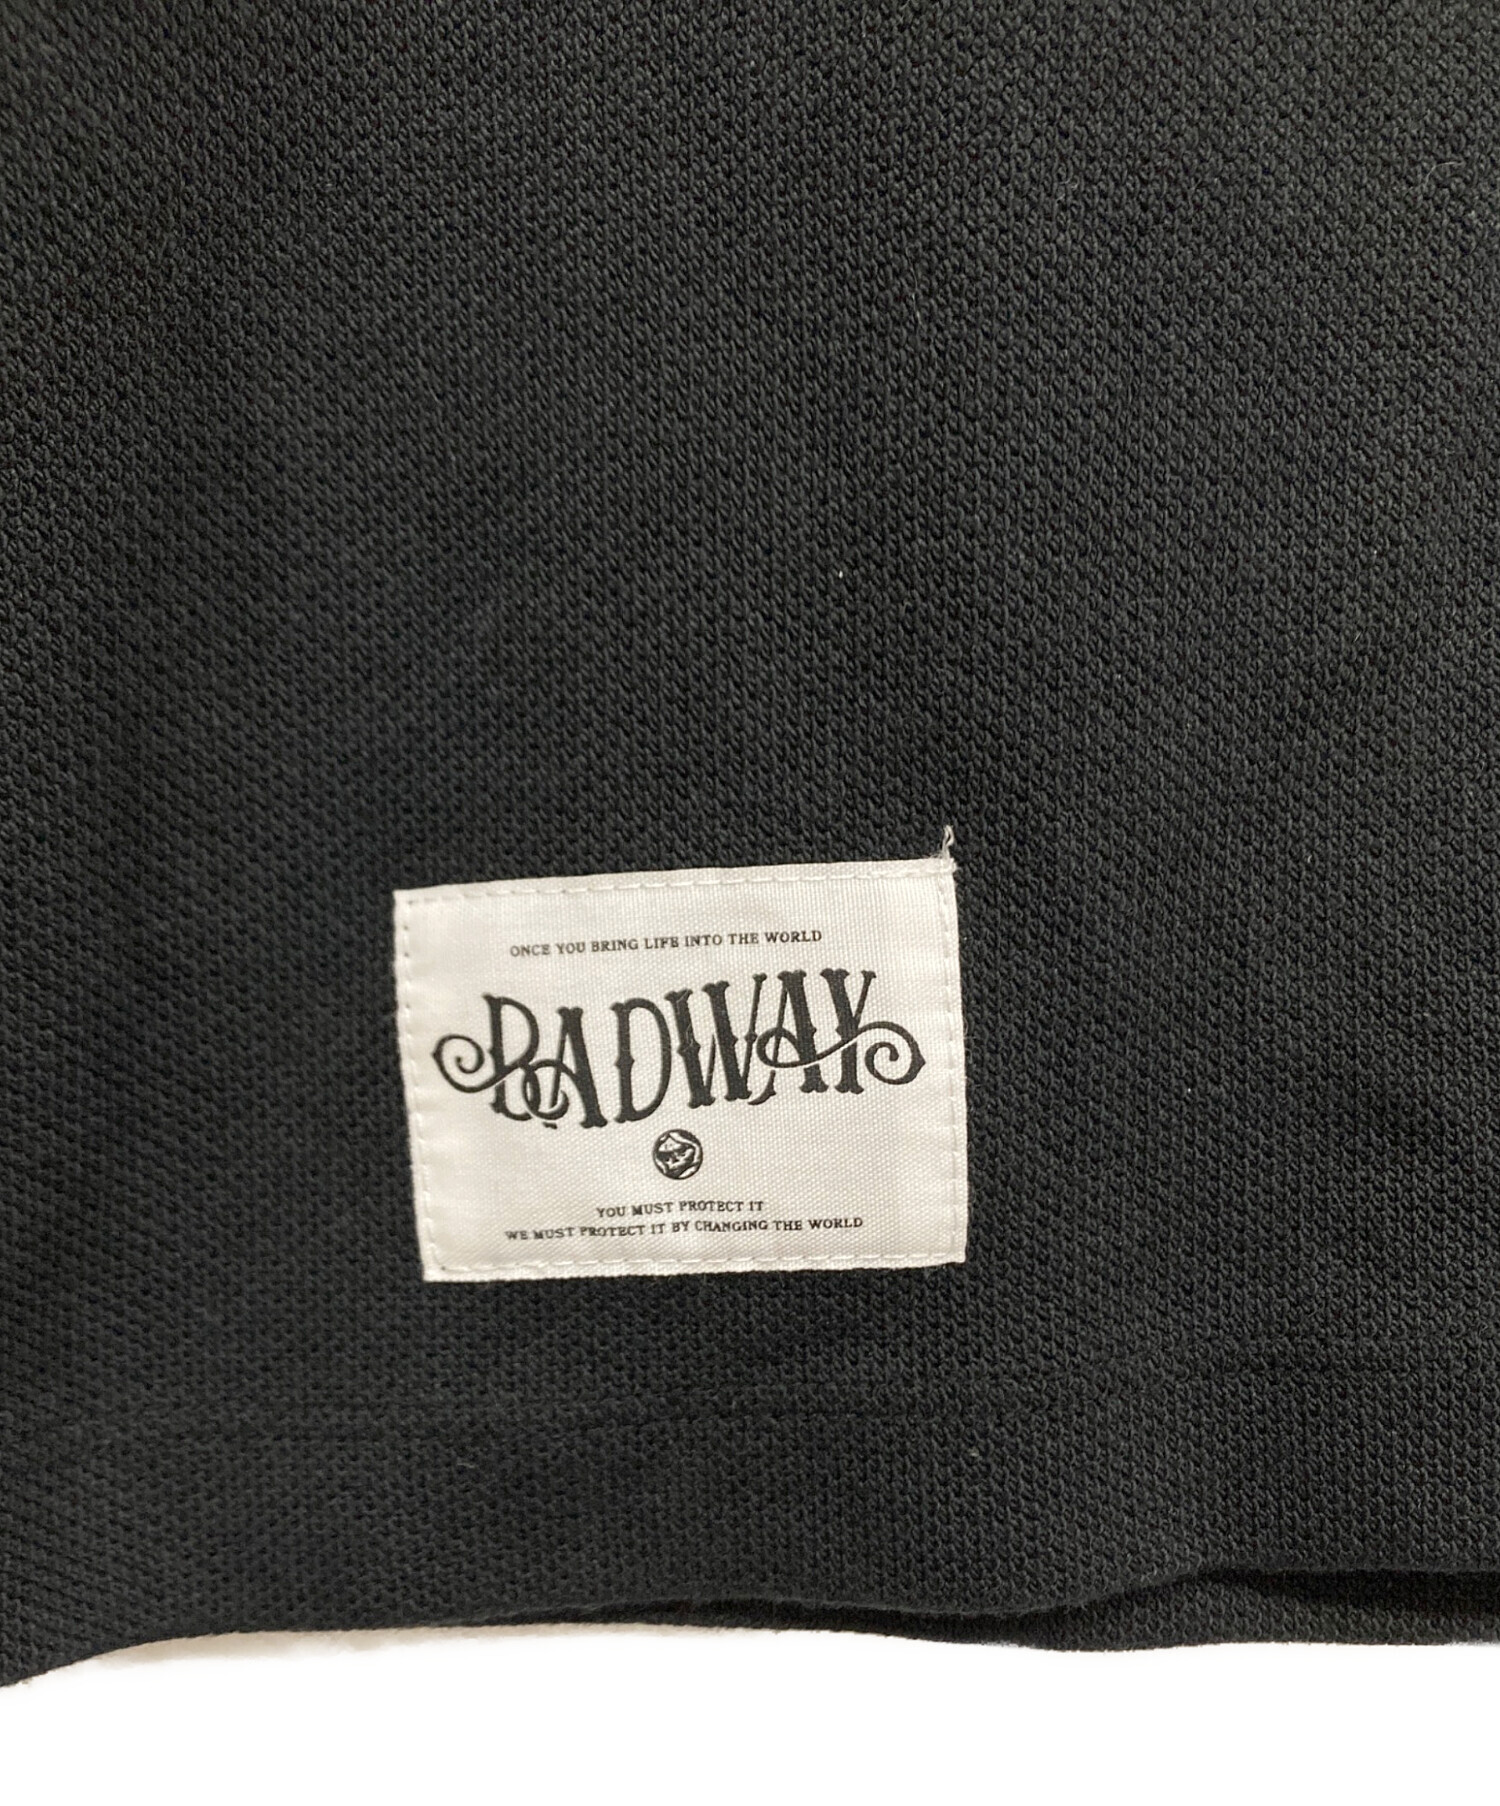 ONCE YOU BRING LIFE INTO THE WORLD
BADWAY
YOU MUST PROTECT IT
WE MUST PROTECT IT BY CHANGING THE WORLD